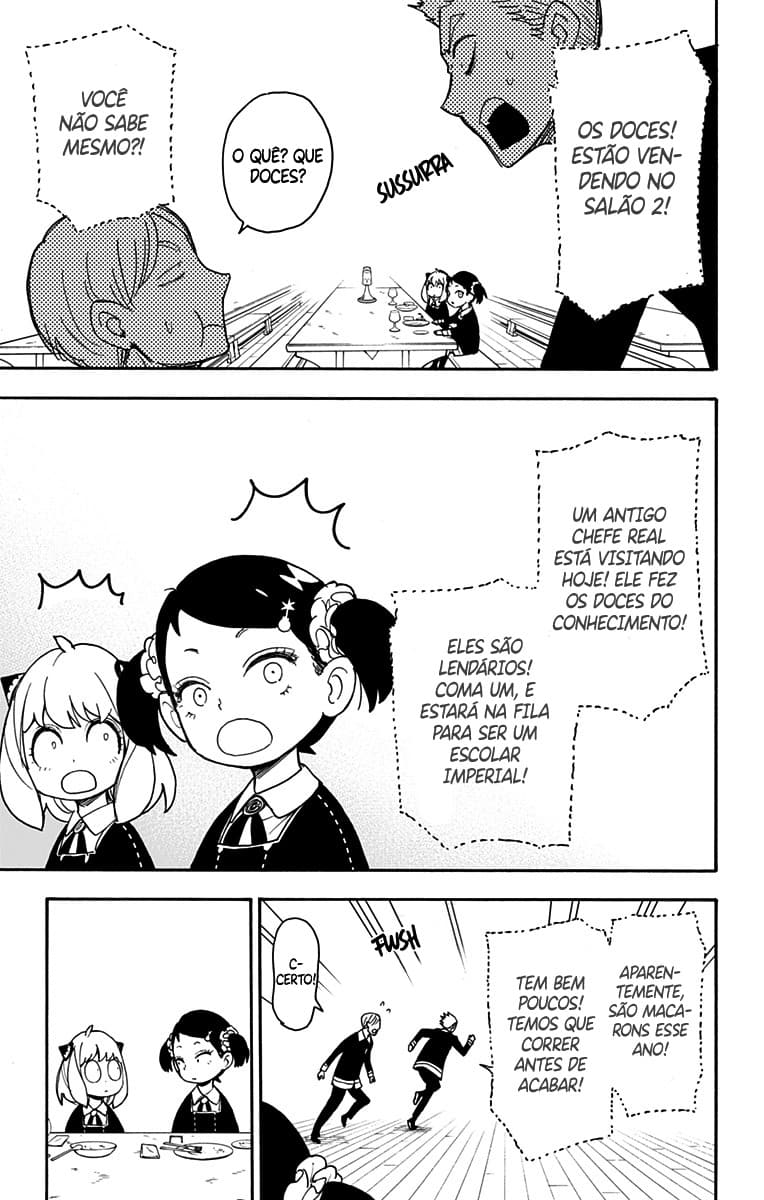 OS DOCES!
ESTÃO VEN-
DENDO NO
SALÃO 2!
SUSSURRA
O QUÊ? QUE
DOCES?
VOCÊ
NÃO SABE
MESMO?!
UM ANTIGO
CHEFE REAL
ESTÁ VISITANDO
HOJE! ELE FEZ
OS DOCES DO
CONHECIMENTO!
ELES SÃO
LENDÁRIOS!
COMA UM, E
ESTARÁ NA FILA
PARA SER UM
ESCOLAR
IMPERIAL!
APAREN-
TEMENTE,
SÃO MACA-
RONS ESSE
ANO!
TEM BEM
POUCOS!
TEMOS QUE
CORRER
ANTES DE
ACABAR!
FWSH
C-
CERTO!